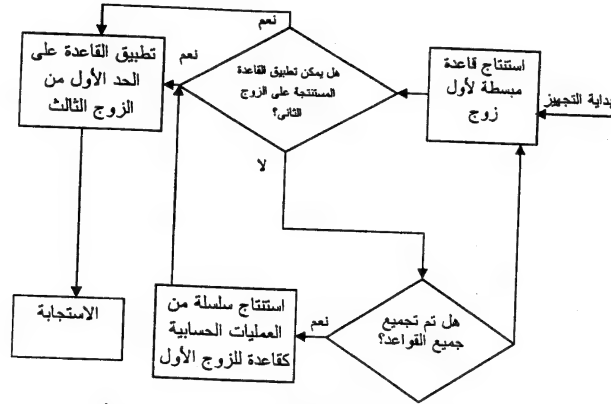 نعم
تطبيق القاعدة على
الحد الأول من
الزوج الثالث
نعم
هل يمكن تطبيق القاعدة
المستنتجة على الزوج
الثاني؟
استنتاج قاعدة
مبسطة لأول
زوج
بداية التجهيز
لا
الاستجابة
استنتاج سلسلة من
العمليات الحسابية
كقاعدة للزوج الأول
نعم
هل تم تجميع
جميع القواعد؟